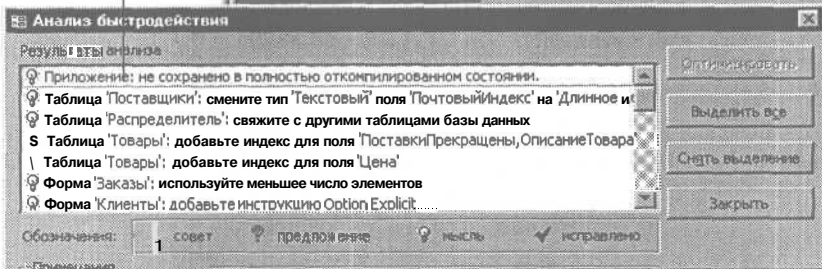 Анализ быстродействия
Результаты анализа
Приложение: не сохранено в полностью откомпилированном состоянии.
Таблица 'Поставщики': смените тип 'Текстовый' поля 'ПочтовыйИндекс' на 'Длинное и
Таблица 'Распределитель': свяжите с другими таблицами базы данных
S Таблица 'Товары': добавьте индекс для поля 'ПоставкиПрекращены,ОписаниеТовара'
\ Таблица 'Товары': добавьте индекс для поля 'Цена'
Форма 'Заказы': используйте меньшее число элементов
Форма 'Клиенты': добавьте инструкцию Option Explicit......
Оптимизировать
Выделить все
Снять выделение
Закрыть
Обозначения: 1 совет ? предложение мысль исправлено
Примечания